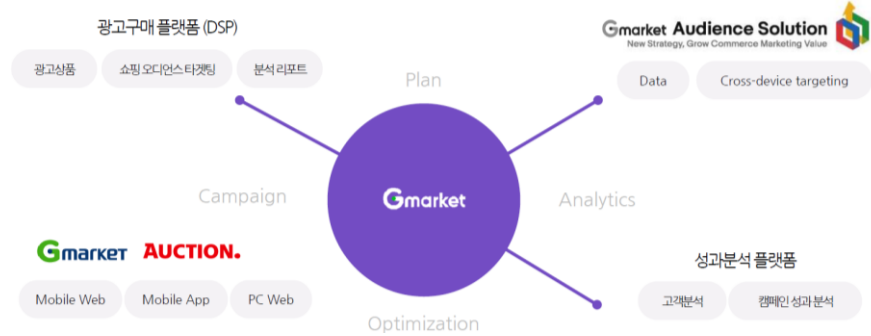 광고구매 플랫폼 (DSP)
광고상품
쇼핑 오디언스 타겟팅
분석 리포트
Gmarket Audience Solution
New Strategy, Grow Commerce Marketing Value
Data
Cross-device targeting
Plan
Campaign
Gmarket
Analytics
Gmarket
AUCTION.
Mobile Web
Mobile App
PC Web
성과분석 플랫폼
고객분석
캠페인 성과 분석
Optimization